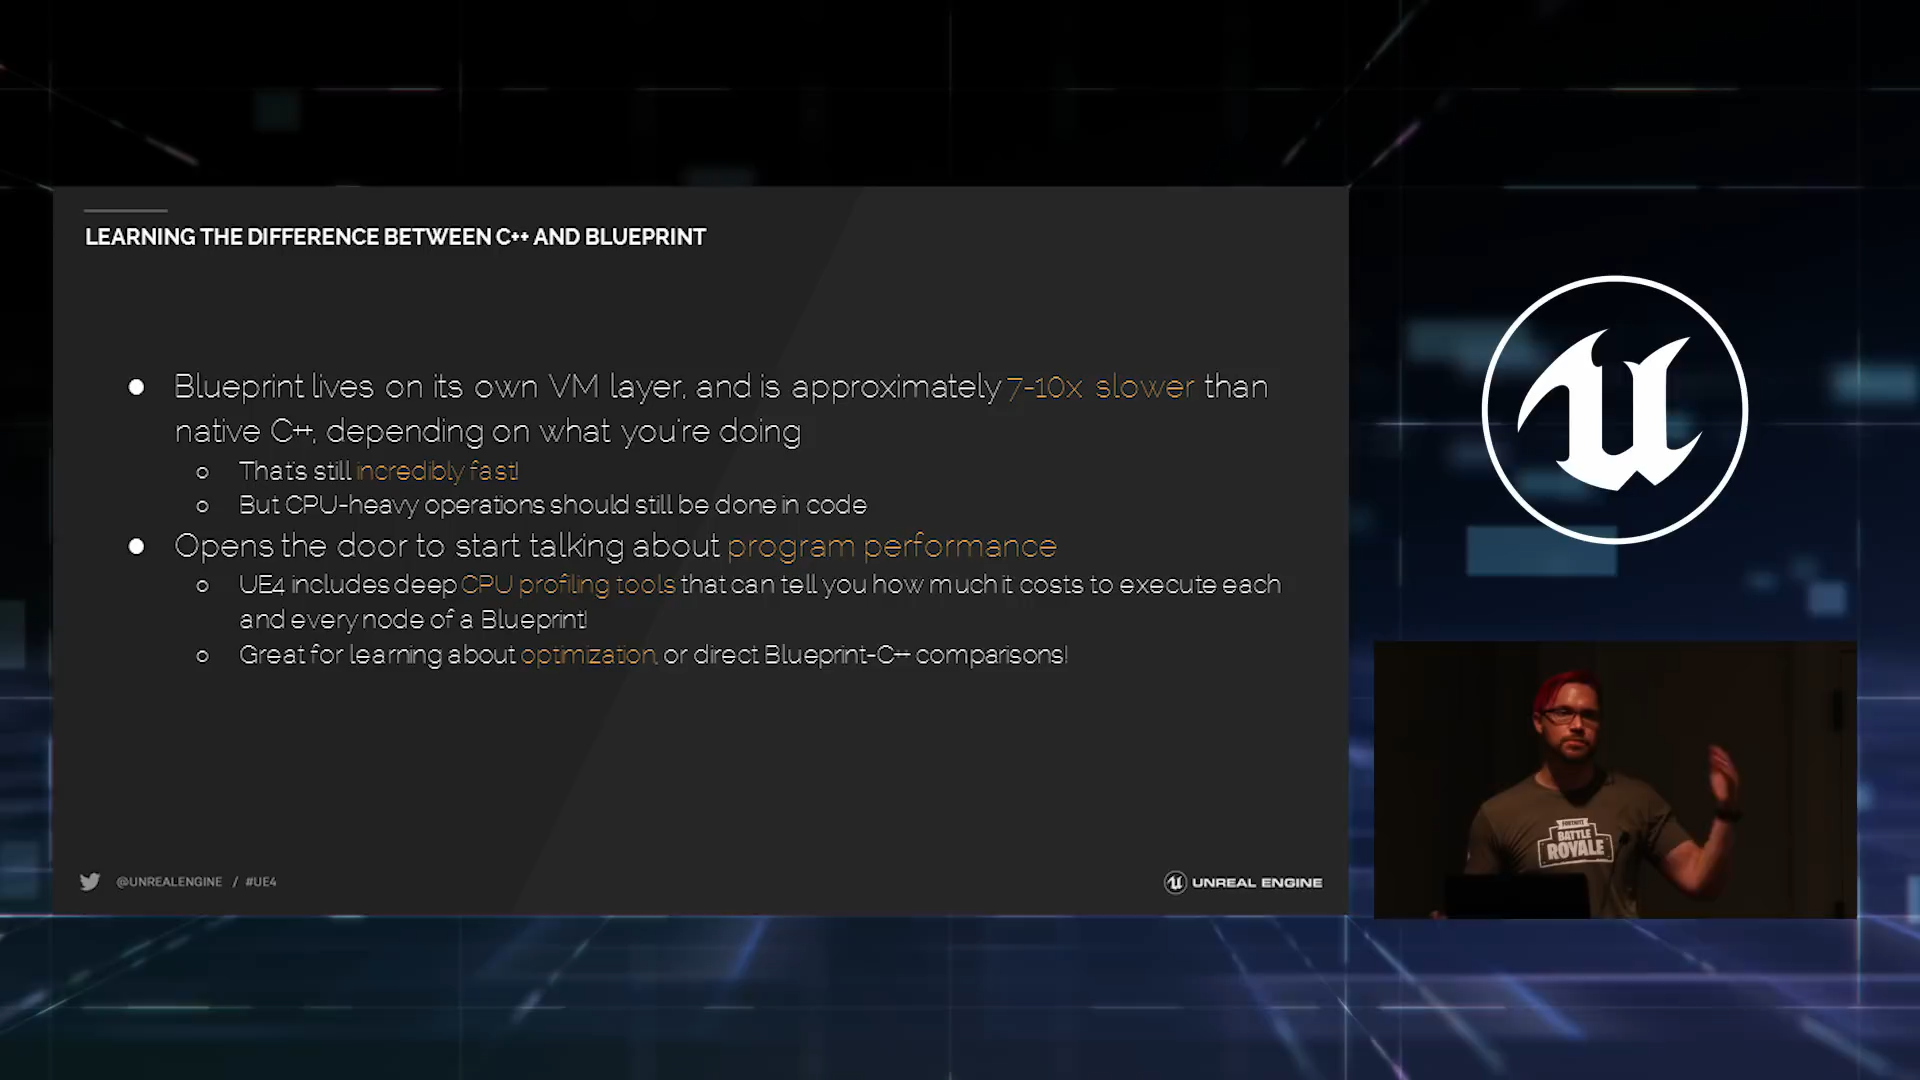 LEARNING THE DIFFERENCE BETWEEN C++ AND BLUEPRINT
Blueprint lives on its own VM layer, and is approximately 7-10x slower than
native C++, depending on what you're doing
That's still incredibly fast!
But CPU-heavy operations should still be done in code
Opens the door to start talking about program performance
UE4 includes deep CPU profiling tools that can tell you how much it costs to execute each
and every node of a Blueprint!
Great for learning about optimization, or direct Blueprint-C++ comparisons!
@UNREALENGINE / #UE4
UNREAL ENGINE
FORTNITE
BATTLE
ROYALE